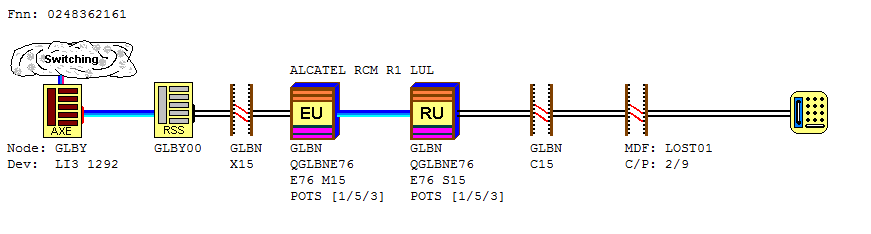 Fnn: 0248362161
Switching
ALCATEL RCM R1 LUL
AXE
RSS
EU
RU
Node: GLBY
GLBY00
GLBN
GLBN
GLBN
GLBN
MDF: LOST01
Dev: LI3 1292
X15
QGLBNE76
QGLBNE76
C15
C/P: 2/9
E76 M15
E76 S15
POTS [1/5/3]
POTS [1/5/3]